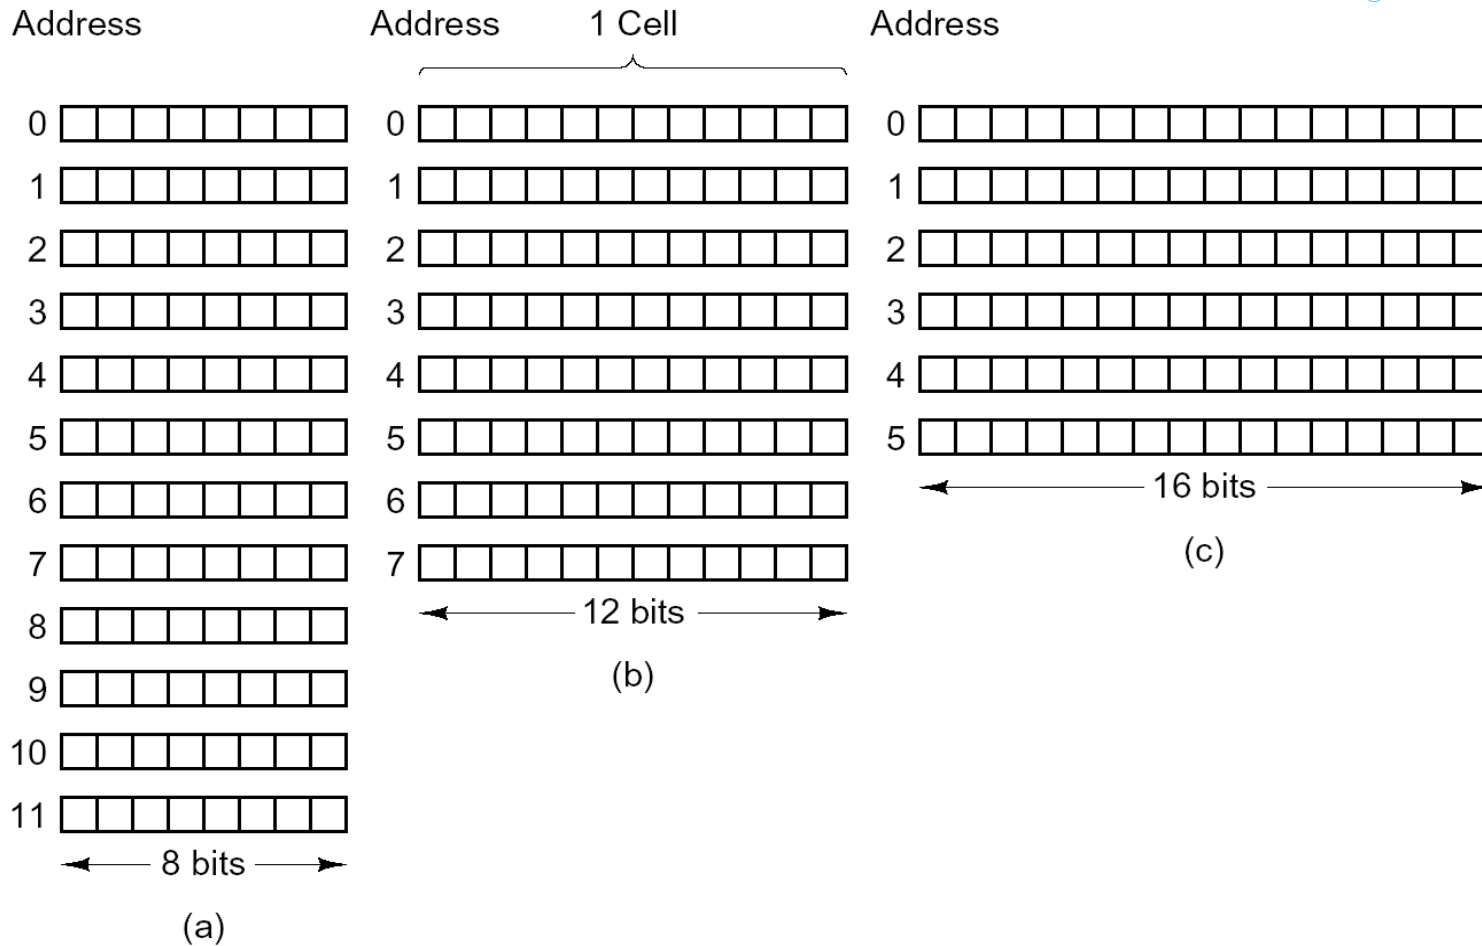 Address Address 1 Cell Address
0 0 0
1 1 1
2 2 2
3 3 3
4 4 4
5 5 5
6 6 16 bits
7 7 (c)
8 12 bits
9 (b)
10
11
8 bits
(a)